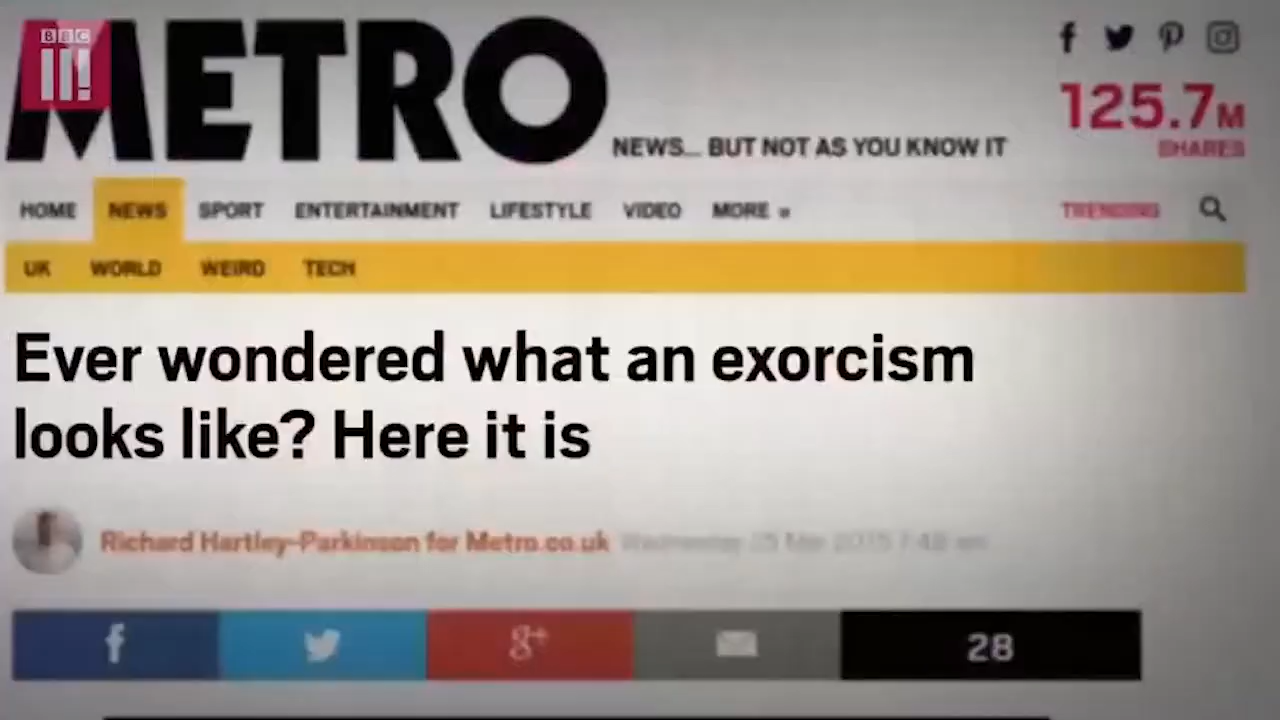 BBC
METRO
NEWS... BUT NOT AS YOU KNOW IT
125.7M
SHARES
HOME NEWS SPORT ENTERTAINMENT LIFESTYLE VIDEO MORE
TRENDING
UK WORLD WEIRD TECH
Ever wondered what an exorcism
looks like? Here it is
Richard Hartley-Parkinson for Metro.co.uk
28